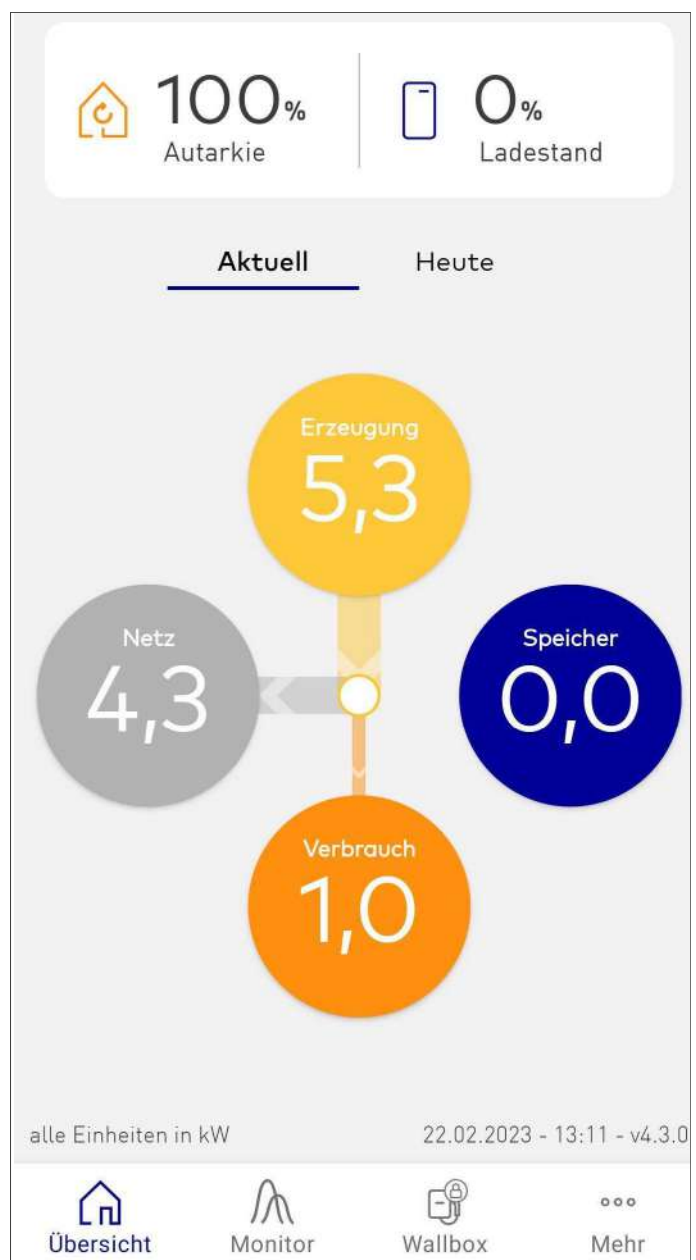 100% 0%
Autarkie Ladestand
Aktuell Heute
Erzeugung
5,3
Netz Speicher
4,3 0,0
Verbrauch
1,0
alle Einheiten in kW 22.02.2023 - 13:11 - v4.3.0
Übersicht Monitor Wallbox Mehr